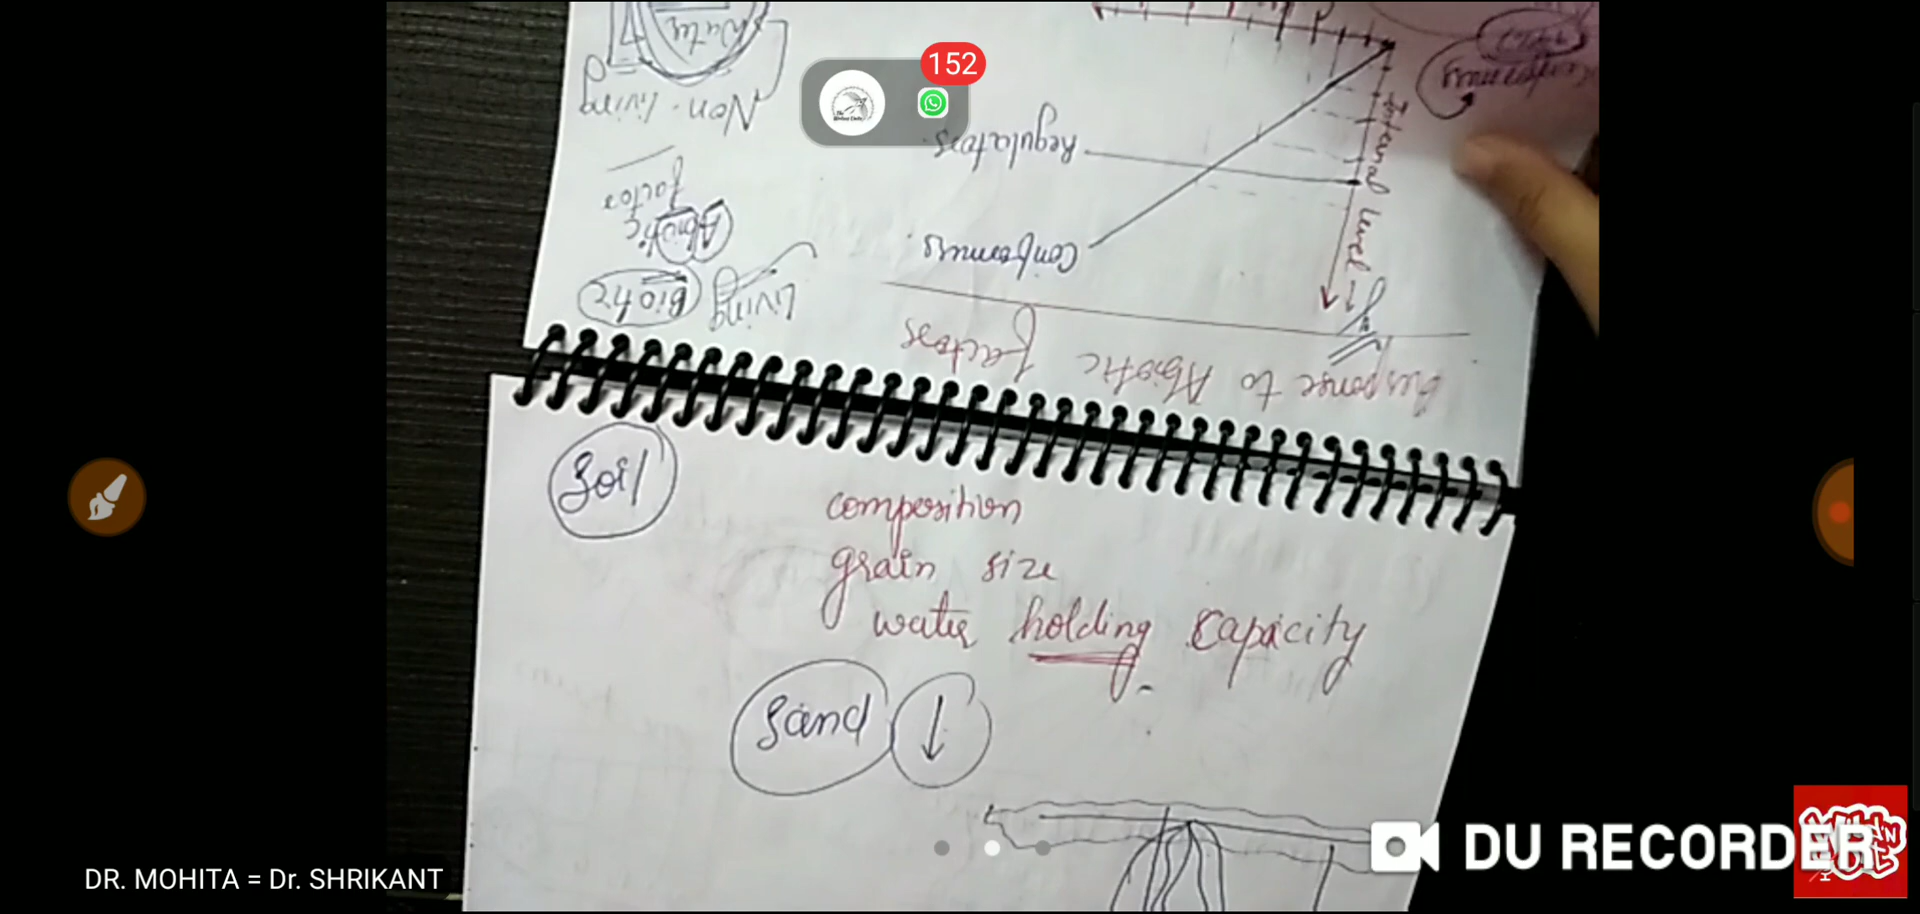 152
Water
Non-living
Abiotic
factor
Biotic
Living
Regulators.
Conformers.
Internal level
Response to Abiotic factors
Soil
composition
grain size
water holding capacity
Sand ↓
DU RECORDER
DR. MOHITA = Dr. SHRIKANT